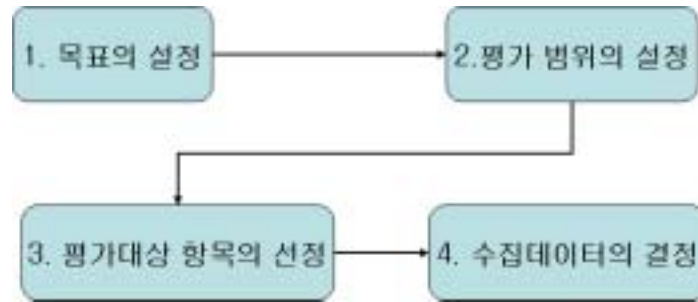 1. 목표의 설정
2.평가 범위의 설정
3. 평가대상 항목의 선정
4. 수집데이터의 결정